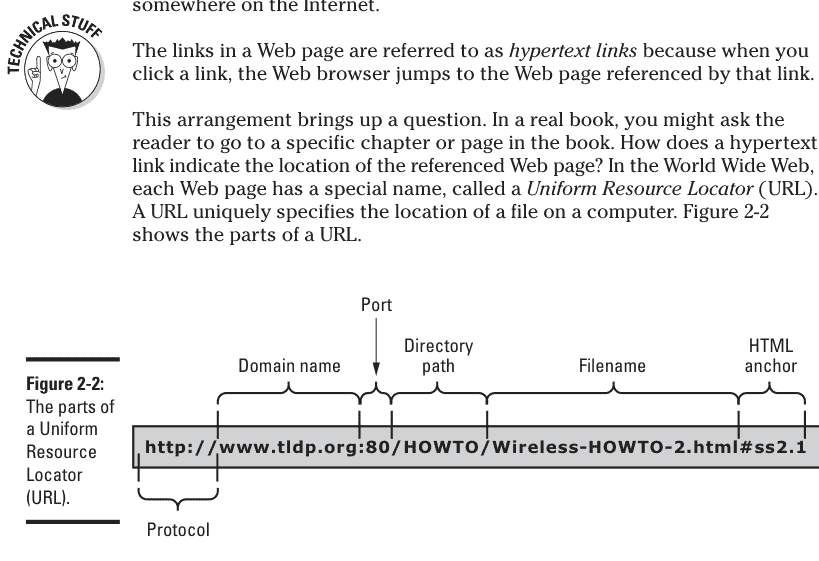 somewhere on the Internet.
TECHNICAL STUFF
The links in a Web page are referred to as hypertext links because when you
click a link, the Web browser jumps to the Web page referenced by that link.
This arrangement brings up a question. In a real book, you might ask the
reader to go to a specific chapter or page in the book. How does a hypertext
link indicate the location of the referenced Web page? In the World Wide Web,
each Web page has a special name, called a Uniform Resource Locator (URL).
A URL uniquely specifies the location of a file on a computer. Figure 2-2
shows the parts of a URL.
Port
Domain name
Directory
path
Filename
HTML
anchor
Figure 2-2:
The parts of
a Uniform
Resource
Locator
(URL).
http://www.tldp.org:80/HOWTO/Wireless-HOWTO-2.html#ss2.1
Protocol